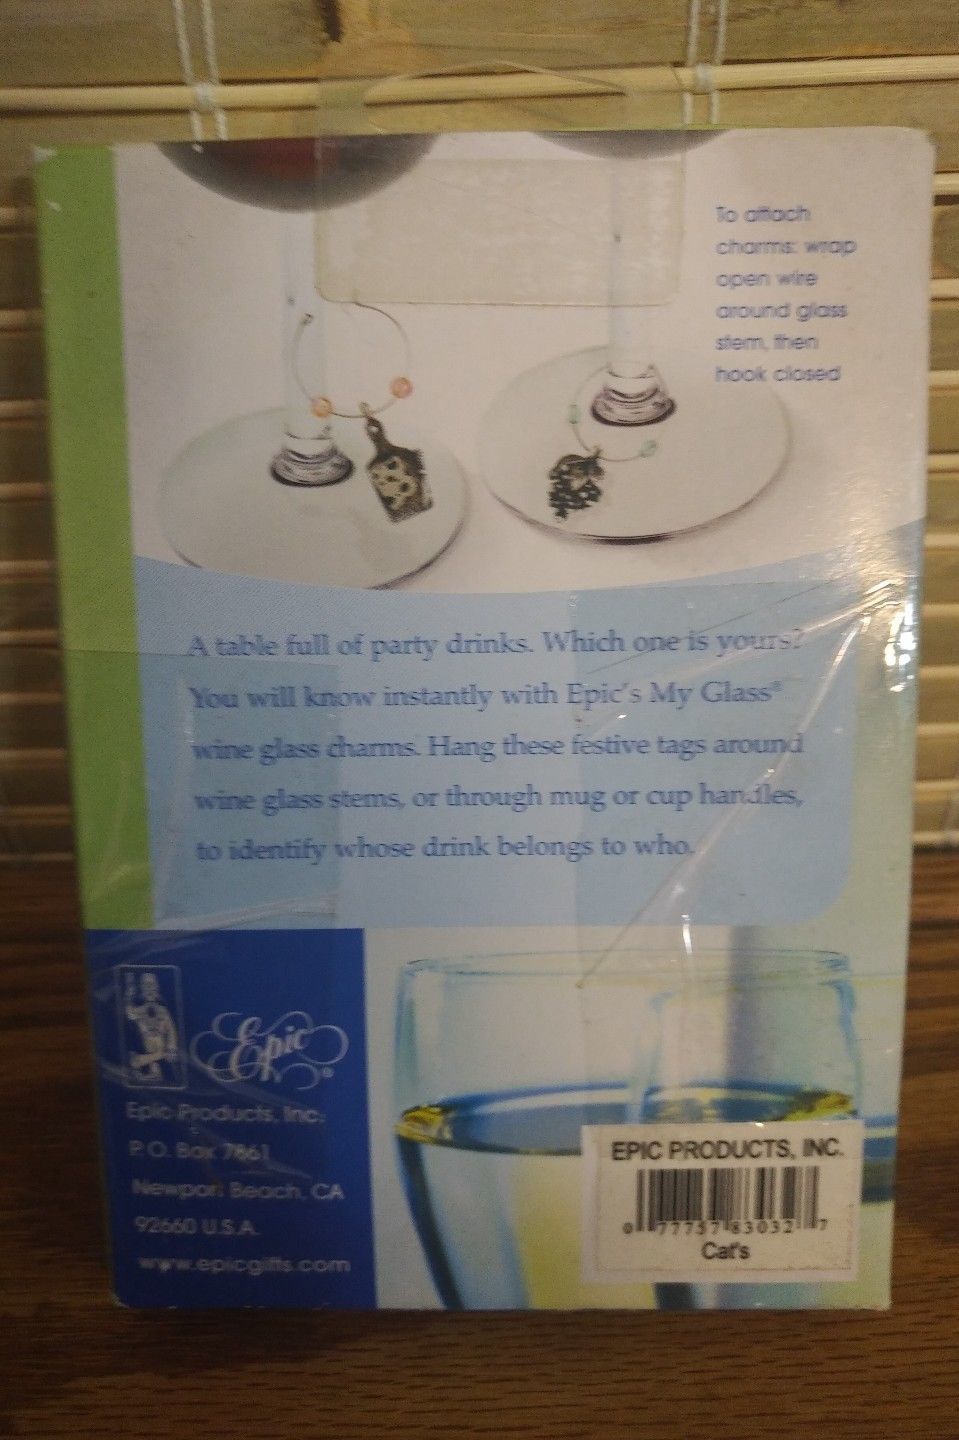 To attach
charms: wrap
open wire
around glass
stem, then
hook closed
A table full of party drinks. Which one is yours?
You will know instantly with Epic's My Glass®
wine glass charms. Hang these festive tags around
wine glass stems, or through mug or cup handles,
to identify whose drink belongs to who.
Epic®
Epic Products, Inc.
P.O. Box 7861
Newport Beach, CA
92660 U.S.A.
www.epicgifts.com
EPIC PRODUCTS, INC.
0 77757 83032 7
Cat's